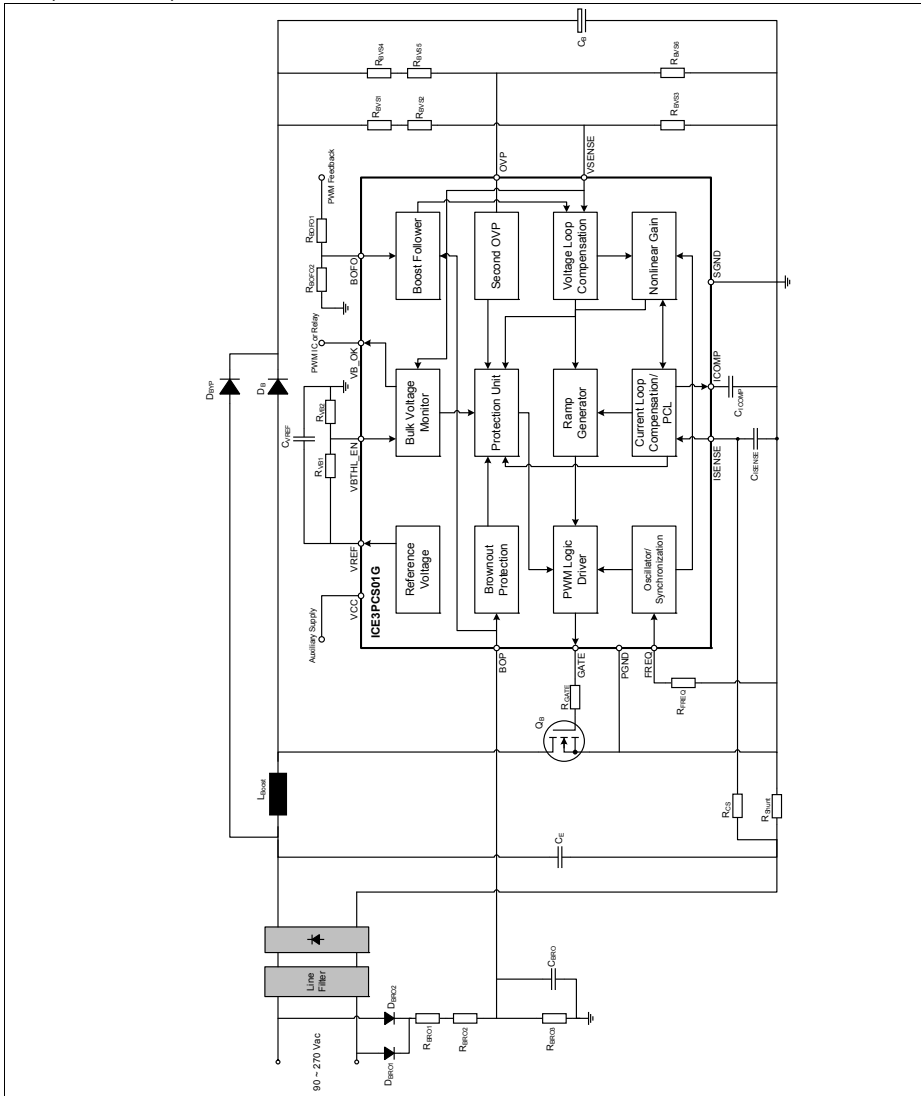 90 ~ 270 Vac
Line Filter
DBRO1
DBRO2
RBRO1
RBRO2
RBRO3
CBRO
LBoost
DBYP
DB
CE
RCS
RShunt
QB
RGATE
RFREQ
Auxiliary Supply
VCC
VREF
VBTHL_EN
VB_OK
BOFO
CVREF
RVB1
RVB2
PWM IC or Relay
RBOFO2
RBOFO1
PWM Feedback
ICE3PCS01G
Reference Voltage
Bulk Voltage Monitor
Boost Follower
Brownout Protection
Protection Unit
Second OVP
PWM Logic Driver
Ramp Generator
Voltage Loop Compensation
Oscillator/ Synchronization
Current Loop Compensation/ PCL
Nonlinear Gain
BOP
GATE
PGND
FREQ
OVP
VSENSE
ISENSE
ICOMP
SGND
CISENSE
CICOMP
RBVS1
RBVS2
RBVS3
RBVS4
RBVS5
RBVS6
CB